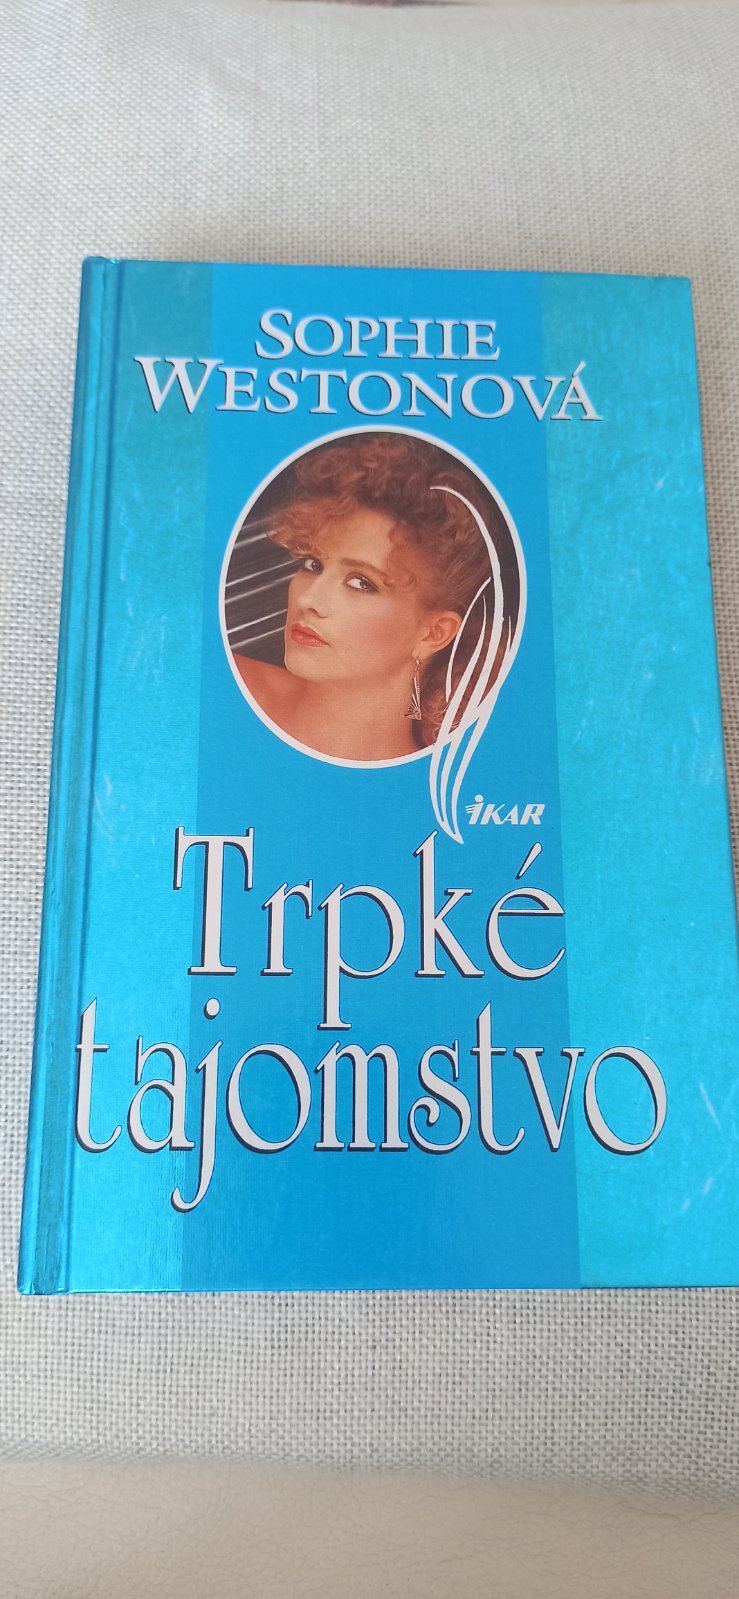 SOPHIE
WESTONOVÁ
iKAR
Trpké
tajomstvo